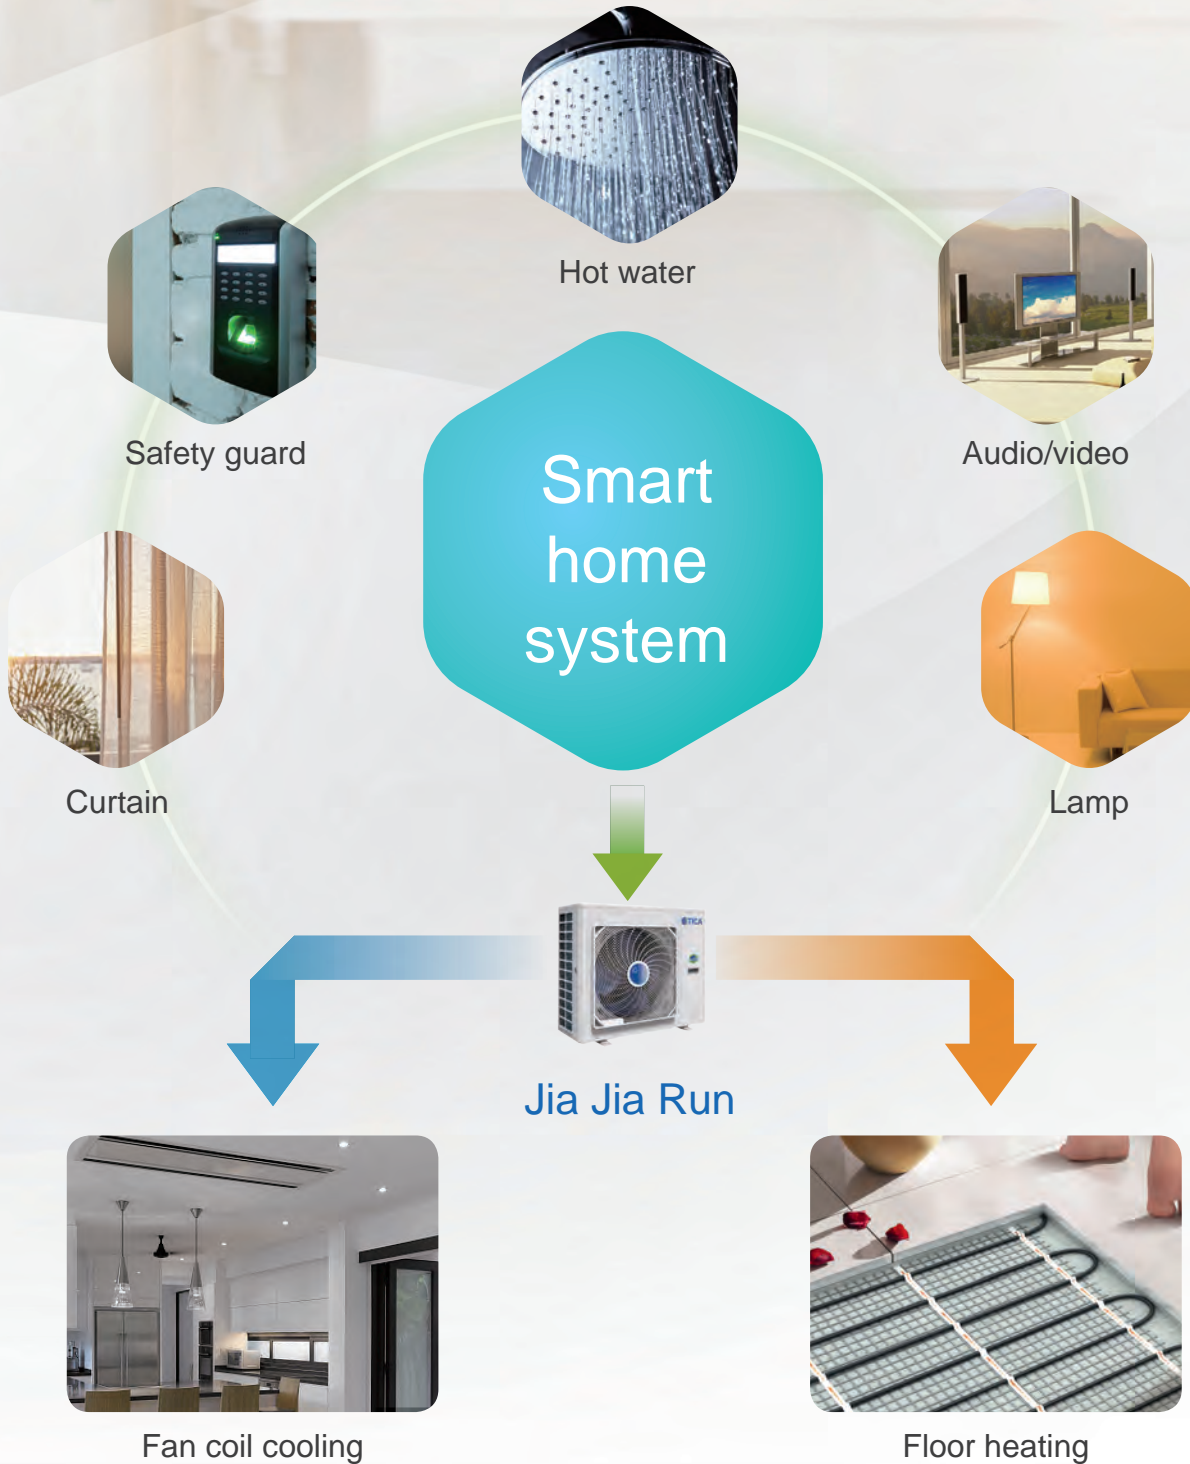 Hot water
Safety guard
Audio/video
Smart
home
system
Curtain
Lamp
TICA
Jia Jia Run
Fan coil cooling
Floor heating